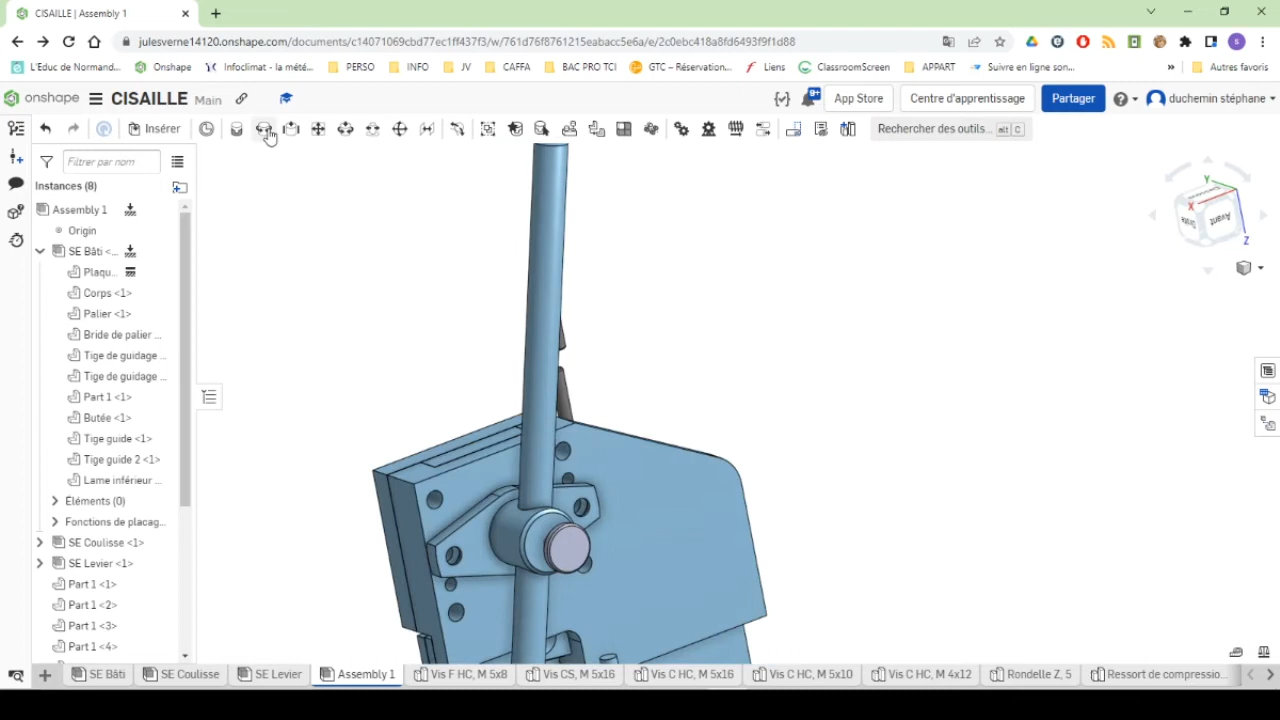 CISAILLE | Assembly 1
julesverne14120.onshape.com/documents/c14071069cbd77ec1ff437f3/w/761d76f8761215eabacc5e6a/e/2c0ebc418a8fd6493f9f1d88
S
L'Educ de Normand... Onshape Infoclimat - la mété... PERSO INFO JV CAFFA BAC PRO TCI GTC – Réservation... Liens ClassroomScreen APPART Suivre en ligne son... » Autres favoris
onshape CISAILLE Main 9+ App Store Centre d'apprentissage Partager duchemin stéphane
Insérer Rechercher des outils... alt C
Filtrer par nom
Instances (8)
Assembly 1
Origin
SE Bâti <...
Plaqu...
Corps <1>
Palier <1>
Bride de palier ...
Tige de guidage ...
Tige de guidage ...
Part 1 <1>
Butée <1>
Tige guide <1>
Tige guide 2 <1>
Lame inférieur ...
Éléments (0)
Fonctions de placag...
SE Coulisse <1>
SE Levier <1>
Part 1 <1>
Part 1 <2>
Part 1 <3>
Part 1 <4>
Y
X
Z
Avant
Droite
SE Bâti SE Coulisse SE Levier Assembly 1 Vis F HC, M 5x8 Vis CS, M 5x16 Vis C HC, M 5x16 Vis C HC, M 5x10 Vis C HC, M 4x12 Rondelle Z, 5 Ressort de compressio...